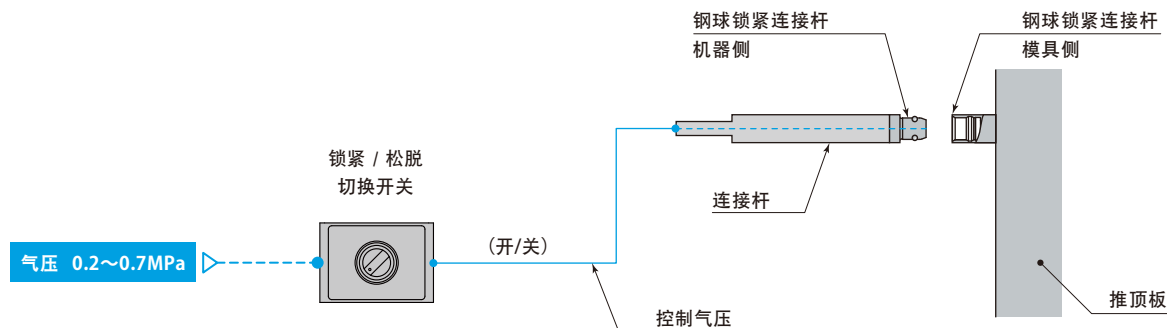 钢球锁紧连接杆
机器侧
钢球锁紧连接杆
模具侧
锁紧 / 松脱
切换开关
连接杆
气压 0.2～0.7MPa
(开/关)
控制气压
推顶板